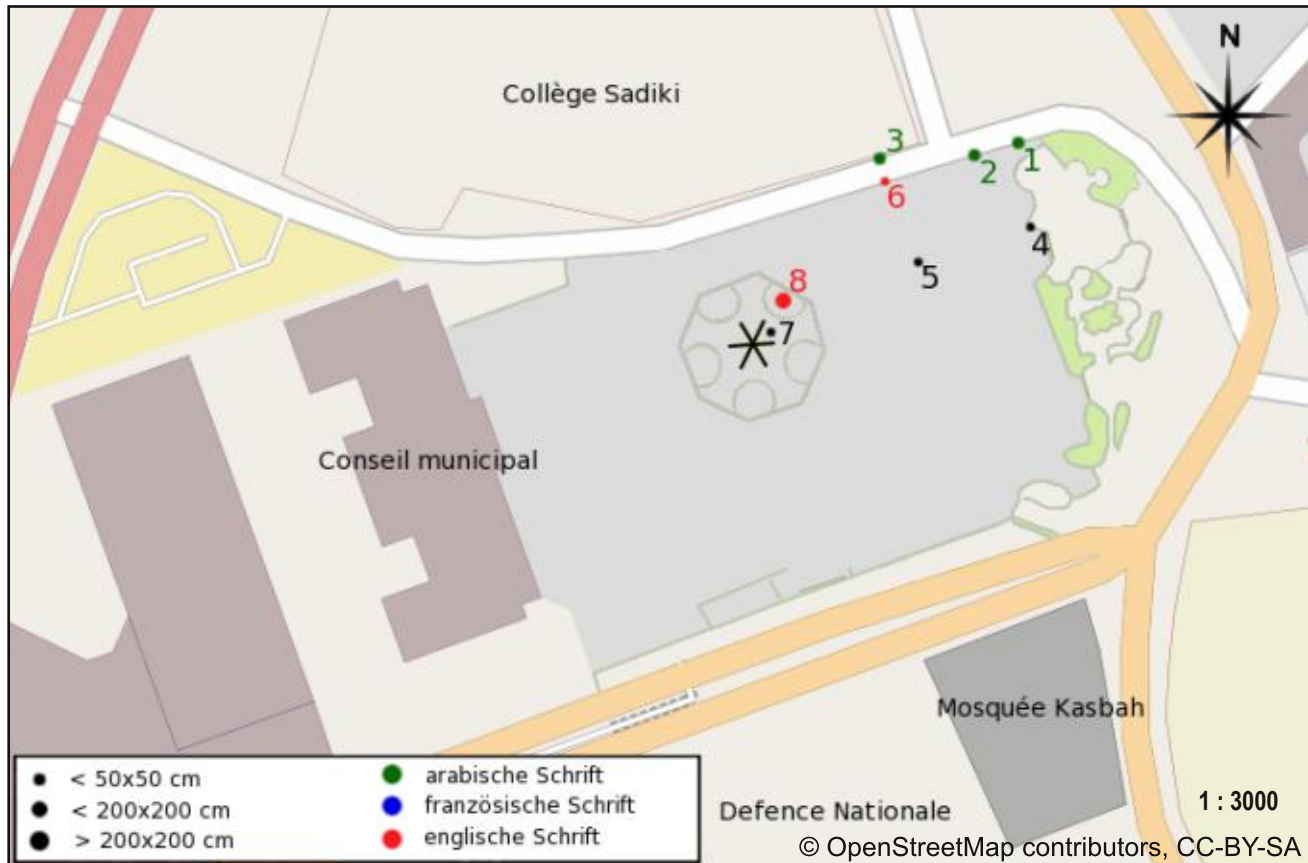 N
Collège Sadiki
3
1
2
6
4
5
8
7
Conseil municipal
Mosquée Kasbah
< 50x50 cm
< 200x200 cm
> 200x200 cm
arabische Schrift
französische Schrift
englische Schrift
Defence Nationale
1 : 3000
© OpenStreetMap contributors, CC-BY-SA